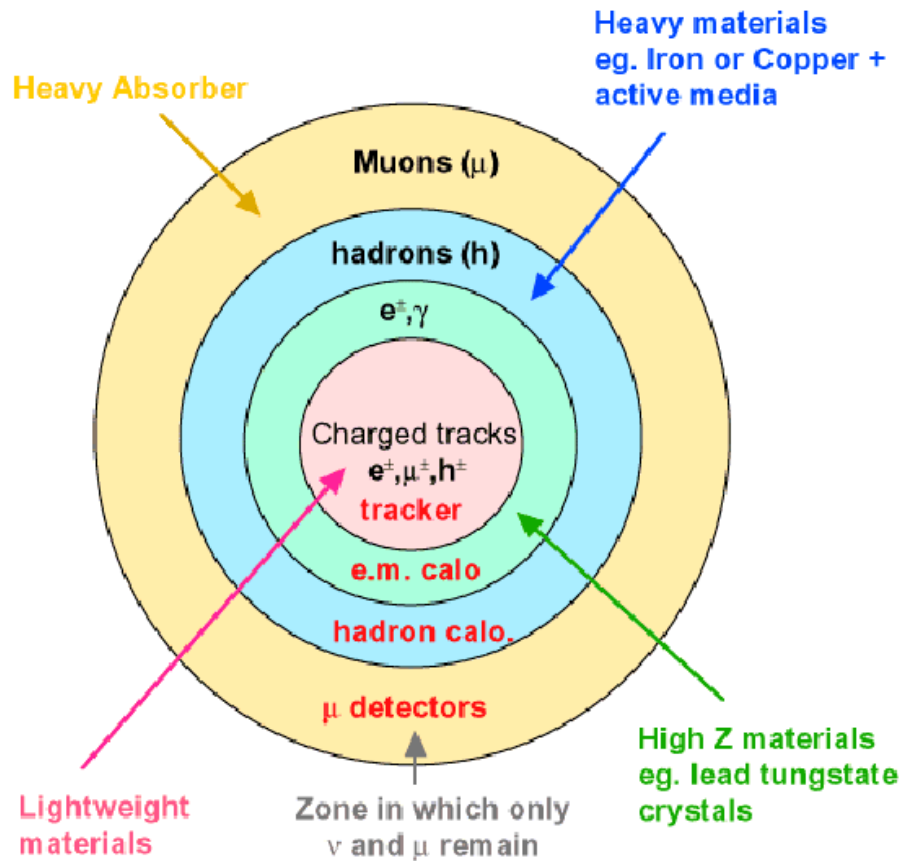 Heavy materials
eg. Iron or Copper +
active media
Heavy Absorber
Muons (μ)
hadrons (h)
e±,γ
Charged tracks
e±,μ±,h±
tracker
e.m. calo
hadron calo.
μ detectors
High Z materials
eg. lead tungstate
crystals
Lightweight
materials
Zone in which only
ν and μ remain